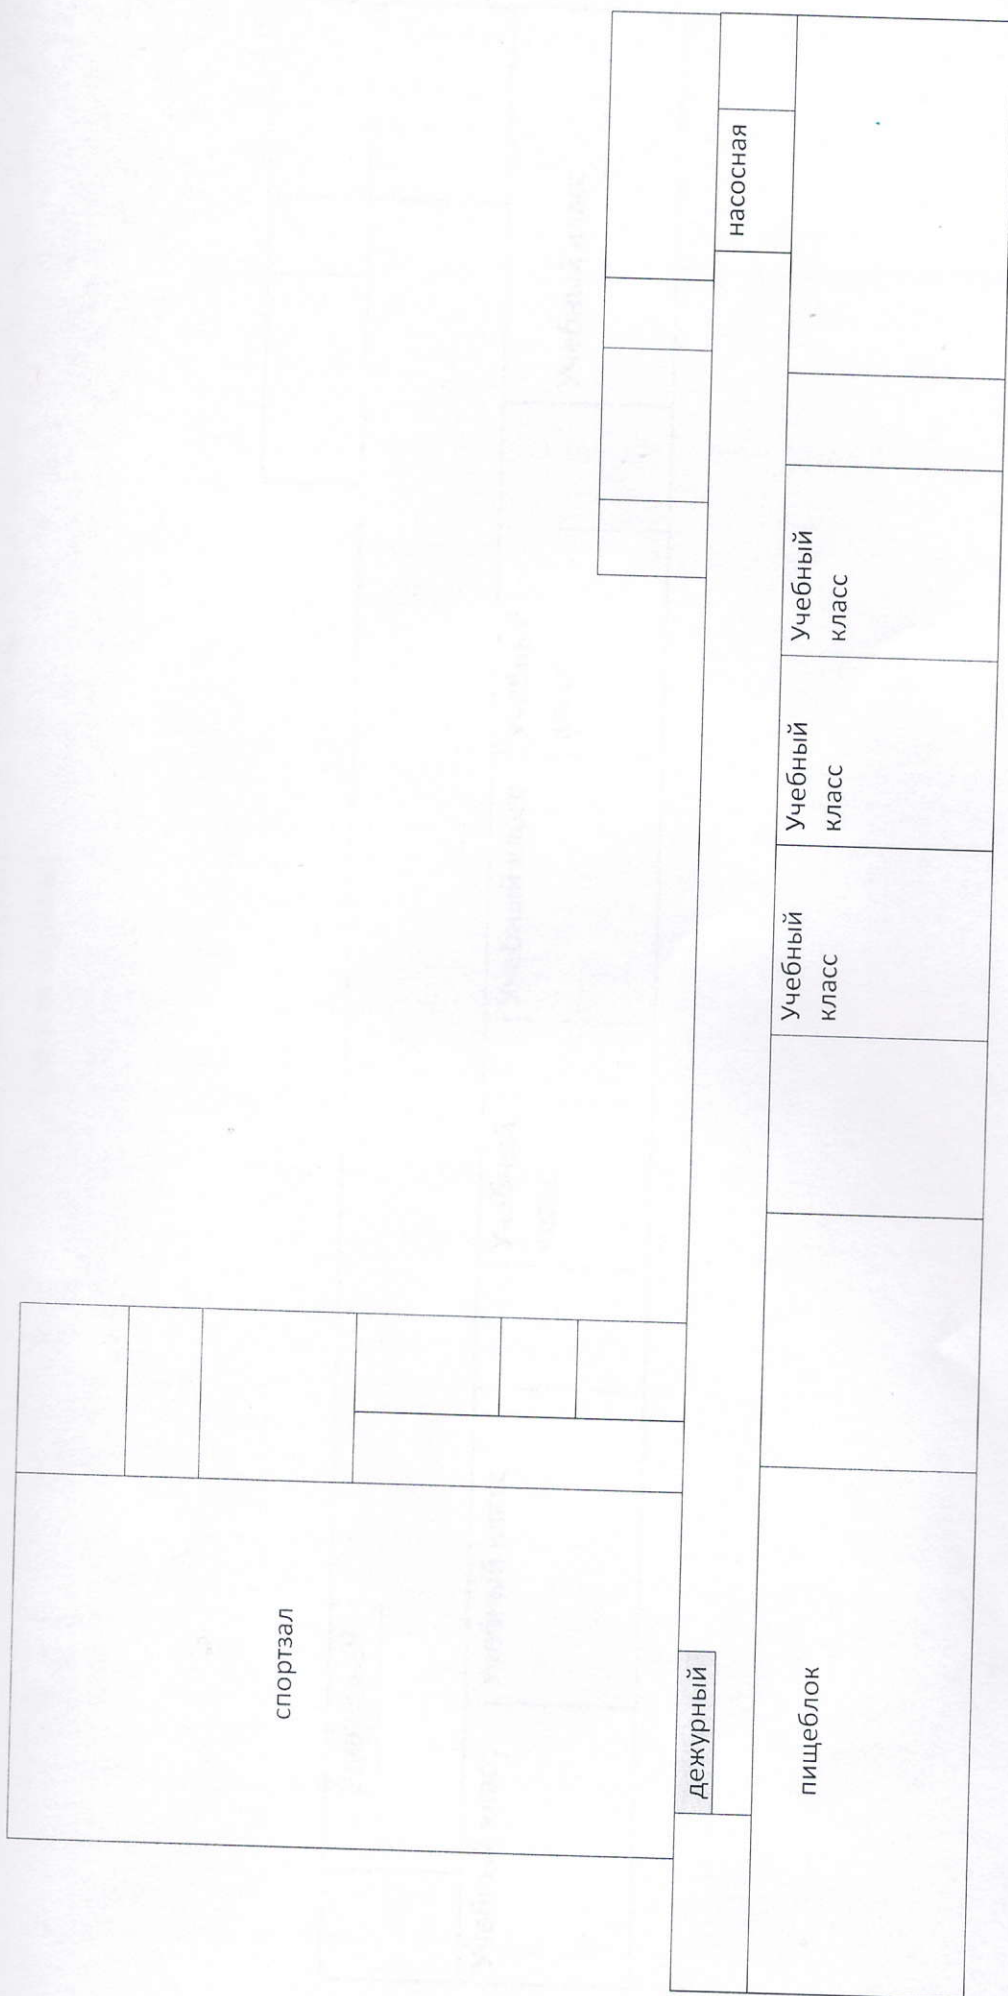 спортзал
дежурный
пищеблок
Учебный
класс
Учебный
класс
Учебный
класс
насосная